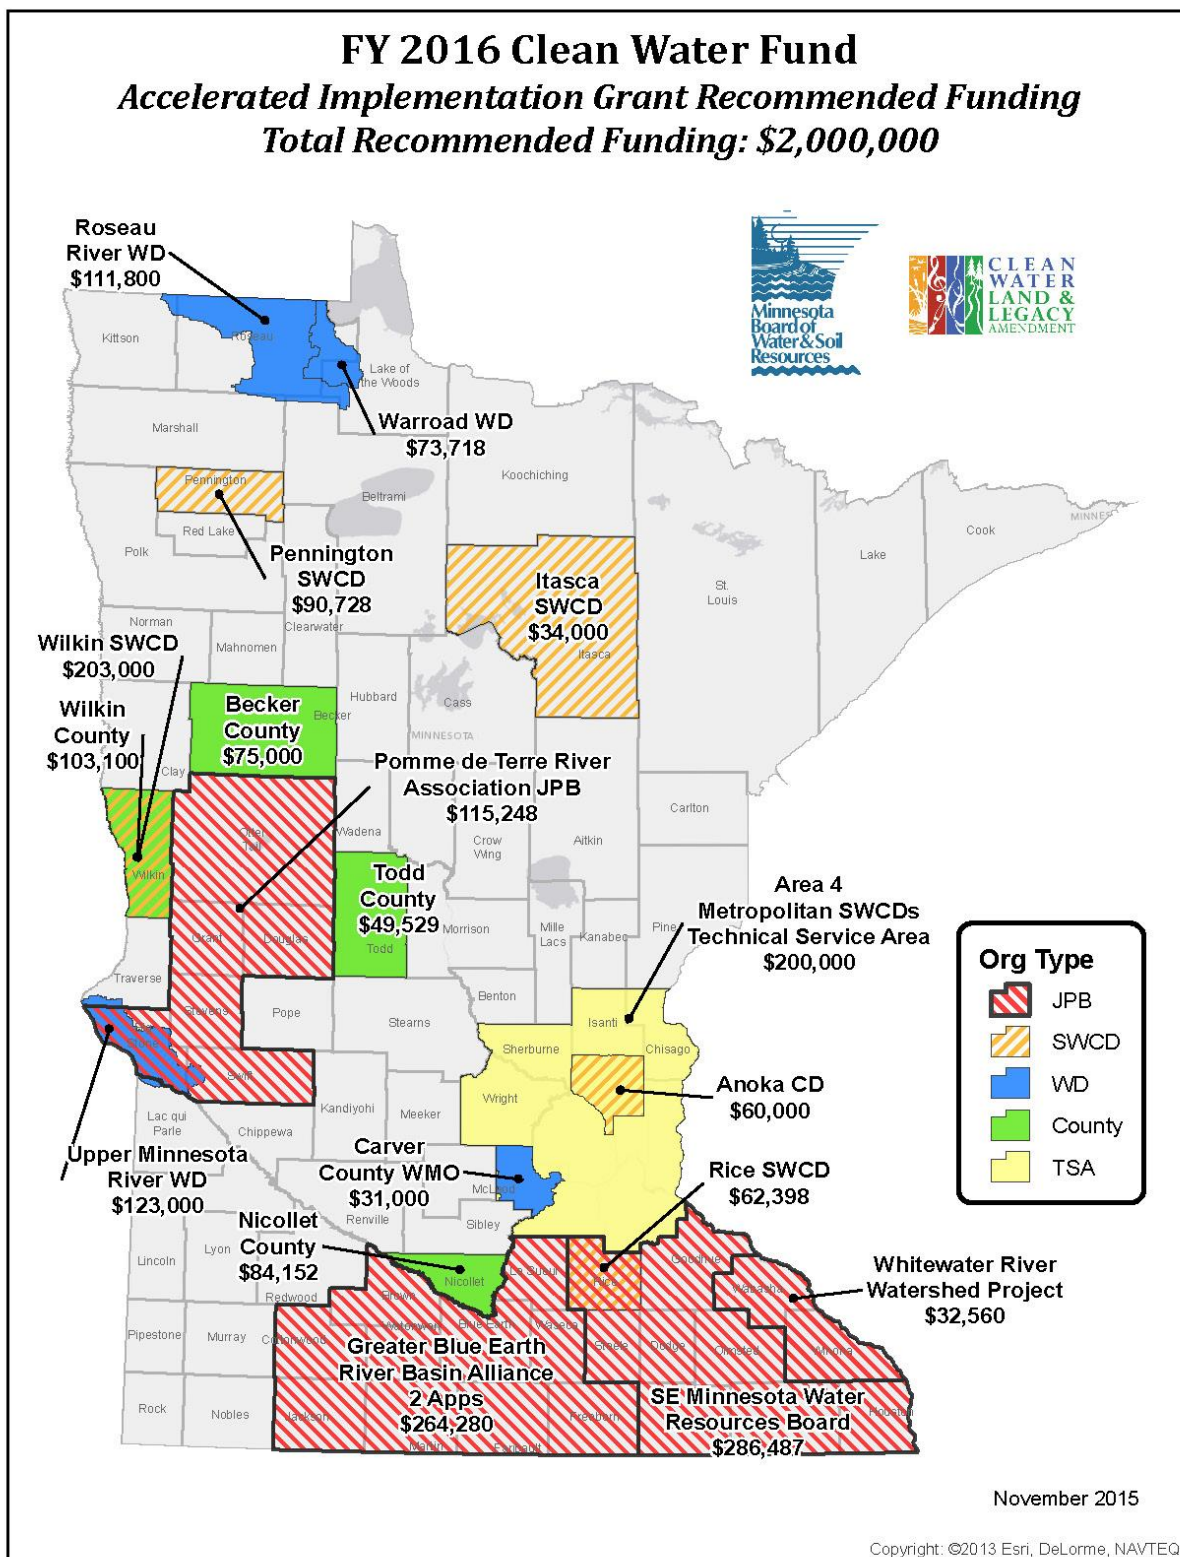 FY 2016 Clean Water Fund
Accelerated Implementation Grant Recommended Funding
Total Recommended Funding: $2,000,000
Roseau
River WD
$111,800
Minnesota
Board of
Water & Soil
Resources
CLEAN
WATER
LAND &
LEGACY
AMENDMENT
Kittson
Roseau
Lake of
the Woods
Warroad WD
$73,718
Marshall
Koochiching
Pennington
Beltrami
Red Lake
Polk
Cook
Lake
St.
Louis
Pennington
SWCD
$90,728
Itasca
SWCD
$34,000
Itasca
Norman
Mahnomen
Clearwater
Wilkin SWCD
$203,000
Hubbard
Cass
Becker
County
$75,000
Becker
MINNESOTA
Wilkin
County
$103,100
Clay
Pomme de Terre River
Association JPB
$115,248
Carlton
Otter
Tail
Wadena
Crow
Wing
Aitkin
Wilkin
Todd
County
$49,529
Todd
Area 4
Metropolitan SWCDs
Technical Service Area
$200,000
Grant
Douglas
Morrison
Mille
Lacs
Kanabec
Pine
Traverse
Org Type
JPB
SWCD
WD
County
TSA
Stevens
Pope
Benton
Stearns
Isanti
Stone
Sherburne
Chisago
Swift
Wright
Anoka CD
$60,000
Kandiyohi
Meeker
Lac qui
Parle
Chippewa
Upper Minnesota
River WD
$123,000
Carver
County WMO
$31,000
McLeod
Rice SWCD
$62,398
Renville
Sibley
Nicollet
County
$84,152
Nicollet
Lyon
Lincoln
Redwood
Brown
Le Sueur
Rice
Goodhue
Wabasha
Whitewater River
Watershed Project
$32,560
Pipestone
Murray
Cottonwood
Watonwan
Blue Earth
Waseca
Steele
Dodge
Olmsted
Winona
Greater Blue Earth
River Basin Alliance
2 Apps
$264,280
SE Minnesota Water
Resources Board
$286,487
Rock
Nobles
Jackson
Martin
Faribault
Freeborn
Houston
November 2015
Copyright: ©2013 Esri, DeLorme, NAVTEQ